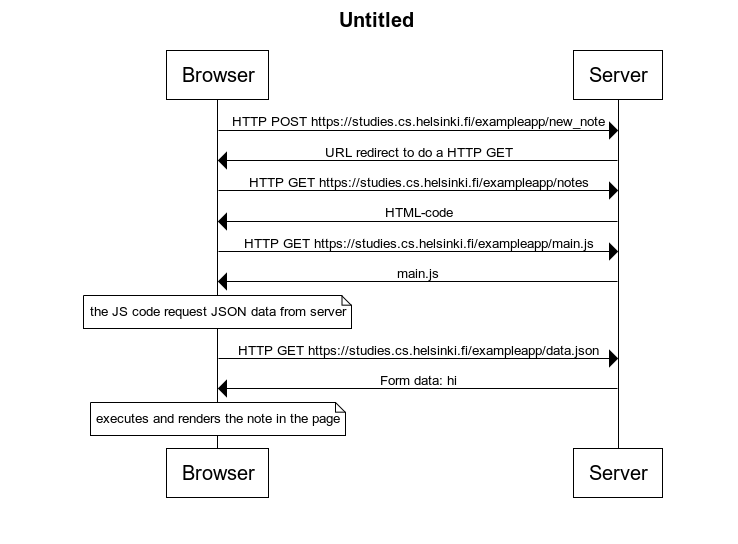 Untitled
Browser
Server
HTTP POST https://studies.cs.helsinki.fi/exampleapp/new_note
URL redirect to do a HTTP GET
HTTP GET https://studies.cs.helsinki.fi/exampleapp/notes
HTML-code
HTTP GET https://studies.cs.helsinki.fi/exampleapp/main.js
main.js
the JS code request JSON data from server
HTTP GET https://studies.cs.helsinki.fi/exampleapp/data.json
Form data: hi
executes and renders the note in the page
Browser
Server